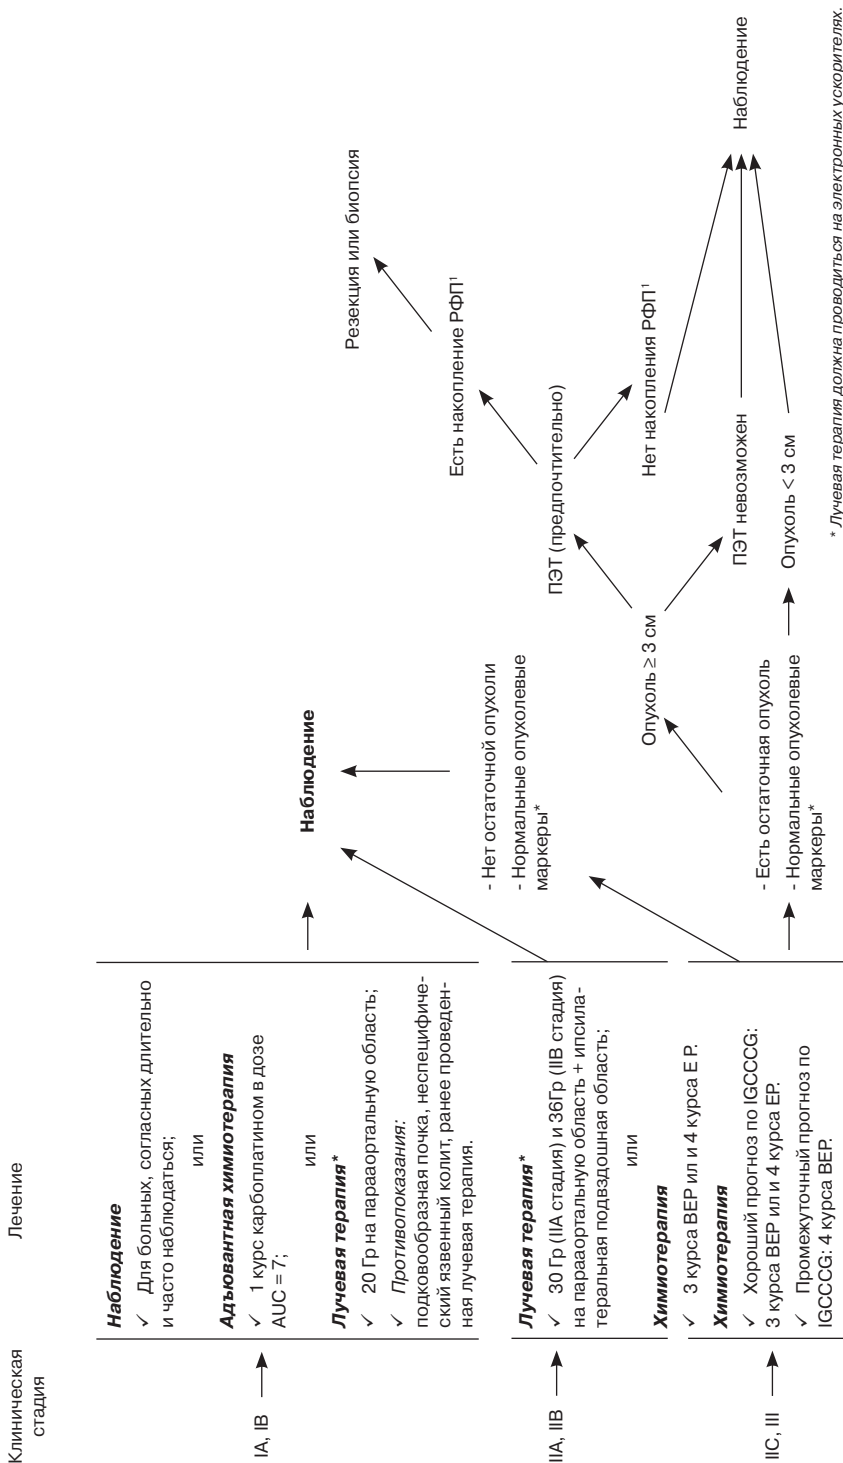 Клиническая
стадия
Лечение
IA, IB
Наблюдение
✓ Для больных, согласных длительно
и часто наблюдаться;
или
Адъювантная химиотерапия
✓ 1 курс карбоплатином в дозе
AUC = 7;
или
Лучевая терапия*
✓ 20 Гр на парааортальную область;
✓ Противопоказания:
подковообразная почка, неспецифиче-
ский язвенный колит, ранее проведен-
ная лучевая терапия.
Наблюдение
IIA, IIB
Лучевая терапия*
✓ 30 Гр (IIA стадия) и 36Гр (IIB стадия)
на парааортальную область + ипсила-
теральная подвздошная область;
или
Химиотерапия
✓ 3 курса BEP ил и 4 курса E P.
IIC, III
Химиотерапия
✓ Хороший прогноз по IGCCCG:
3 курса BEP ил и 4 курса EP.
✓ Промежуточный прогноз по
IGCCCG: 4 курса BEP.
- Нет остаточной опухоли
- Нормальные опухолевые
маркеры*
- Есть остаточная опухоль
- Нормальные опухолевые
маркеры*
Опухоль ≥ 3 см
Опухоль < 3 см
ПЭТ (предпочтительно)
ПЭТ невозможен
Есть накопление РФП¹
Нет накопления РФП¹
Резекция или биопсия
Наблюдение
* Лучевая терапия должна проводиться на электронных ускорителях.